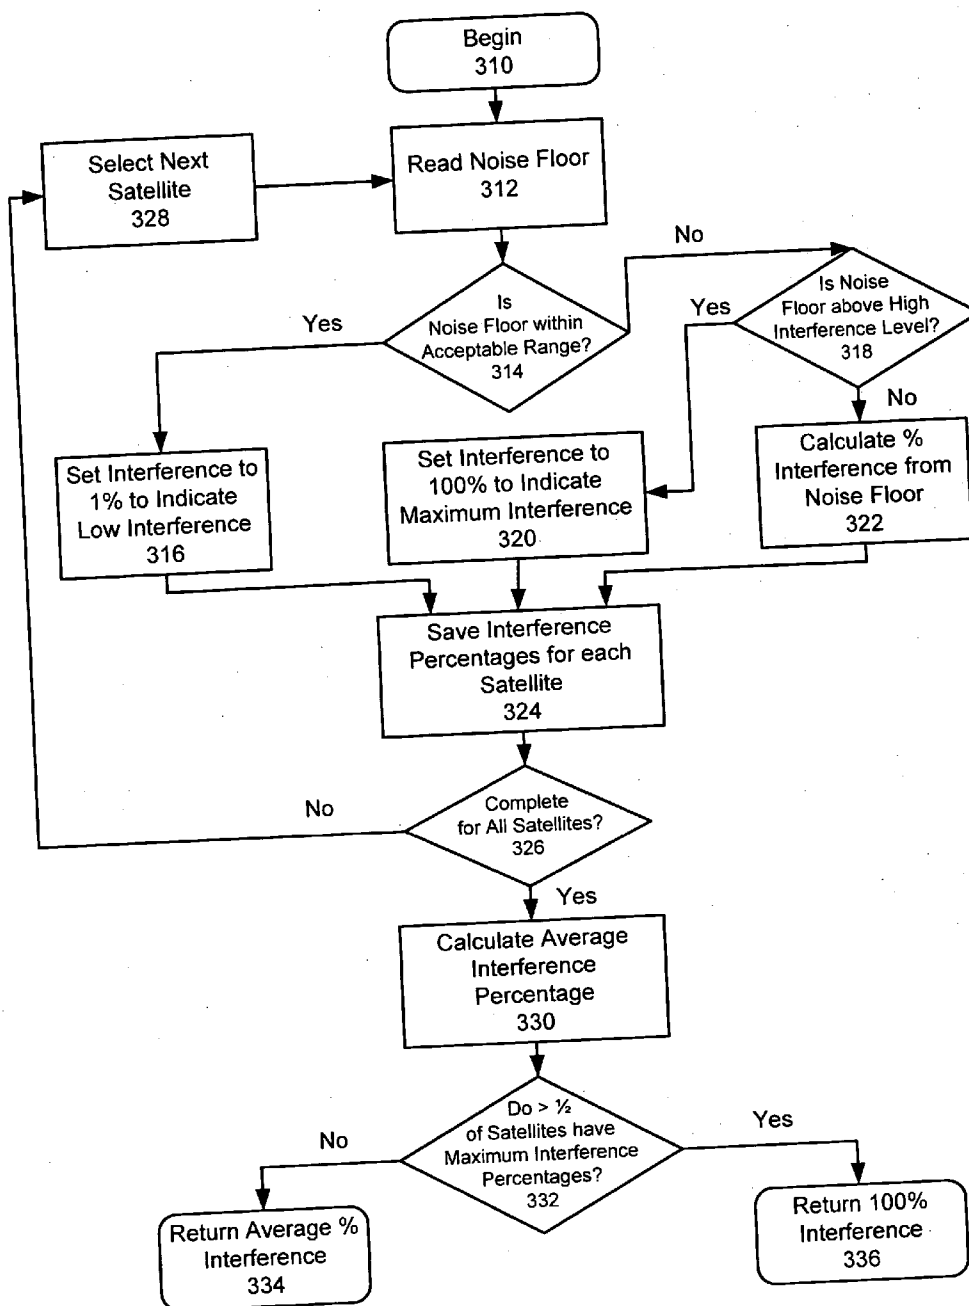 Begin
310
Select Next
Satellite
328
Read Noise Floor
312
No
Is Noise
Floor above High
Interference Level?
318
Yes
Is
Noise Floor within
Acceptable Range?
314
Yes
No
Set Interference to
1% to Indicate
Low Interference
316
Set Interference to
100% to Indicate
Maximum Interference
320
Calculate %
Interference from
Noise Floor
322
Save Interference
Percentages for each
Satellite
324
No
Complete
for All Satellites?
326
Yes
Calculate Average
Interference
Percentage
330
Do > ½
of Satellites have
Maximum Interference
Percentages?
332
No
Yes
Return Average %
Interference
334
Return 100%
Interference
336